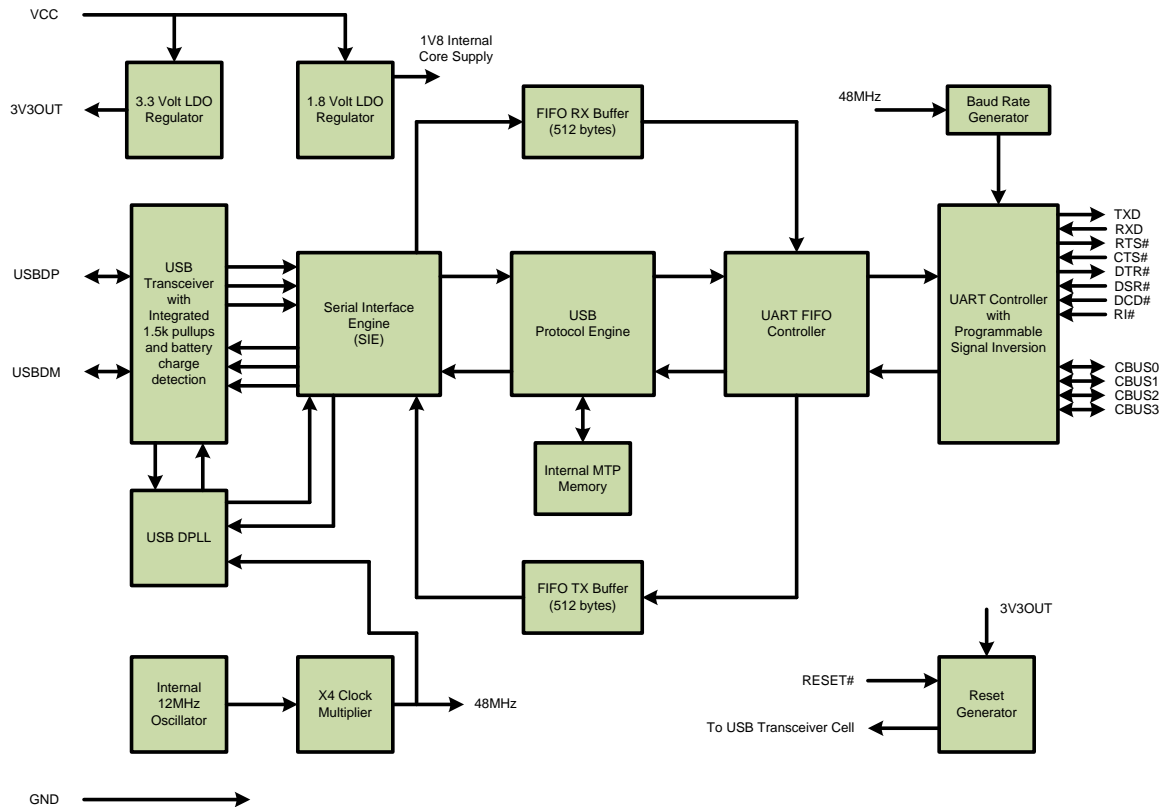 VCC
3.3 Volt LDO
Regulator
3V3OUT
1.8 Volt LDO
Regulator
1V8 Internal
Core Supply
FIFO RX Buffer
(512 bytes)
48MHz
Baud Rate
Generator
USBDP
USBDM
USB
Transceiver
with
Integrated
1.5k pullups
and battery
charge
detection
Serial Interface
Engine
(SIE)
USB
Protocol Engine
UART FIFO
Controller
UART Controller
with
Programmable
Signal Inversion
TXD
RXD
RTS#
CTS#
DTR#
DSR#
DCD#
RI#
CBUS0
CBUS1
CBUS2
CBUS3
Internal MTP
Memory
USB DPLL
FIFO TX Buffer
(512 bytes)
Internal
12MHz
Oscillator
X4 Clock
Multiplier
48MHz
3V3OUT
RESET#
Reset
Generator
To USB Transceiver Cell
GND